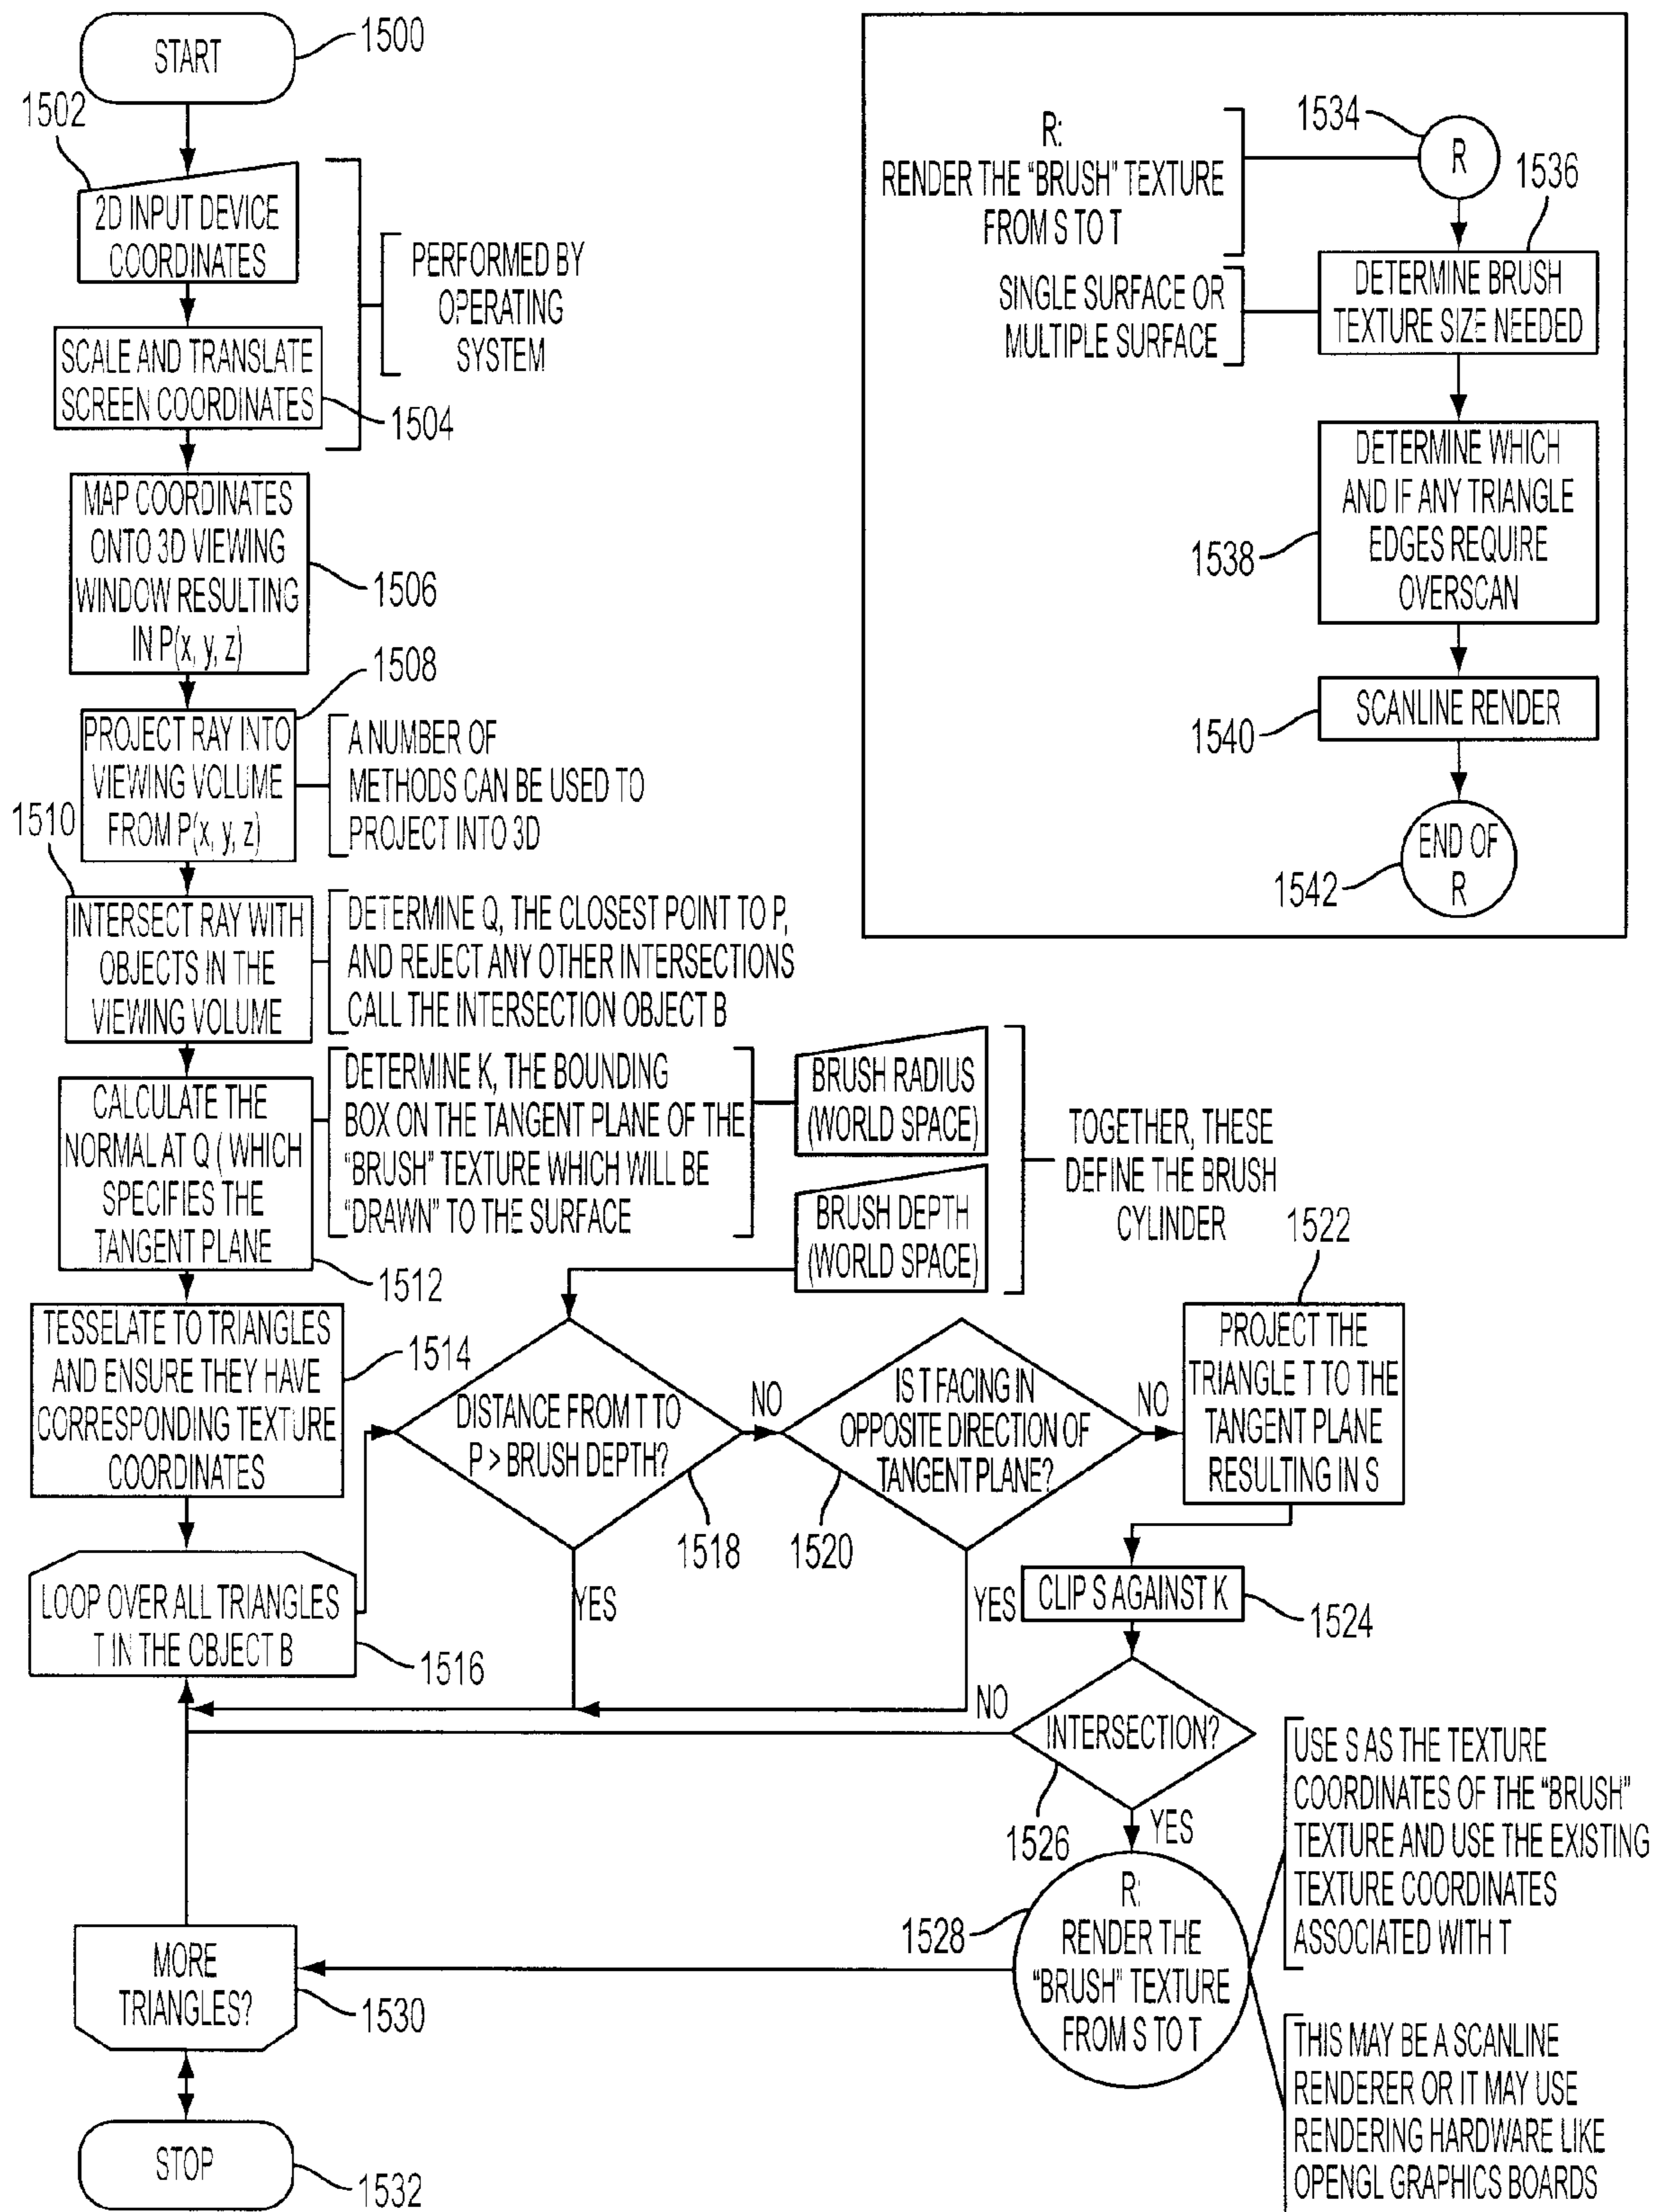 START
1500
1502
2D INPUT DEVICE
COORDINATES
SCALE AND TRANSLATE
SCREEN COORDINATES
1504
PERFORMED BY
OPERATING
SYSTEM
MAP COORDINATES
ONTO 3D VIEWING
WINDOW RESULTING
IN P(x, y, z)
1506
1508
PROJECT RAY INTO
VIEWING VOLUME
FROM P(x, y, z)
A NUMBER OF
METHODS CAN BE USED TO
PROJECT INTO 3D
1510
INTERSECT RAY WITH
OBJECTS IN THE
VIEWING VOLUME
DETERMINE Q, THE CLOSEST POINT TO P,
AND REJECT ANY OTHER INTERSECTIONS
CALL THE INTERSECTION OBJECT B
CALCULATE THE
NORMAL AT Q ( WHICH
SPECIFIES THE
TANGENT PLANE
1512
DETERMINE K, THE BOUNDING
BOX ON THE TANGENT PLANE OF THE
"BRUSH" TEXTURE WHICH WILL BE
"DRAWN" TO THE SURFACE
BRUSH RADIUS
(WORLD SPACE)
BRUSH DEPTH
(WORLD SPACE)
TOGETHER, THESE
DEFINE THE BRUSH
CYLINDER
TESSELATE TO TRIANGLES
AND ENSURE THEY HAVE
CORRESPONDING TEXTURE
COORDINATES
1514
LOOP OVER ALL TRIANGLES
T IN THE OBJECT B
1516
DISTANCE FROM T TO
P > BRUSH DEPTH?
1518
NO
YES
IS T FACING IN
OPPOSITE DIRECTION OF
TANGENT PLANE?
1520
NO
YES
1522
PROJECT THE
TRIANGLE T TO THE
TANGENT PLANE
RESULTING IN S
CLIP S AGAINST K
1524
INTERSECTION?
1526
NO
YES
R:
RENDER THE
"BRUSH" TEXTURE
FROM S TO T
1528
USE S AS THE TEXTURE
COORDINATES OF THE "BRUSH"
TEXTURE AND USE THE EXISTING
TEXTURE COORDINATES
ASSOCIATED WITH T
THIS MAY BE A SCANLINE
RENDERER OR IT MAY USE
RENDERING HARDWARE LIKE
OPENGL GRAPHICS BOARDS
MORE
TRIANGLES?
1530
STOP
1532
R:
RENDER THE "BRUSH" TEXTURE
FROM S TO T
1534
R
1536
SINGLE SURFACE OR
MULTIPLE SURFACE
DETERMINE BRUSH
TEXTURE SIZE NEEDED
DETERMINE WHICH
AND IF ANY TRIANGLE
EDGES REQUIRE
OVERSCAN
1538
SCANLINE RENDER
1540
END OF
R
1542